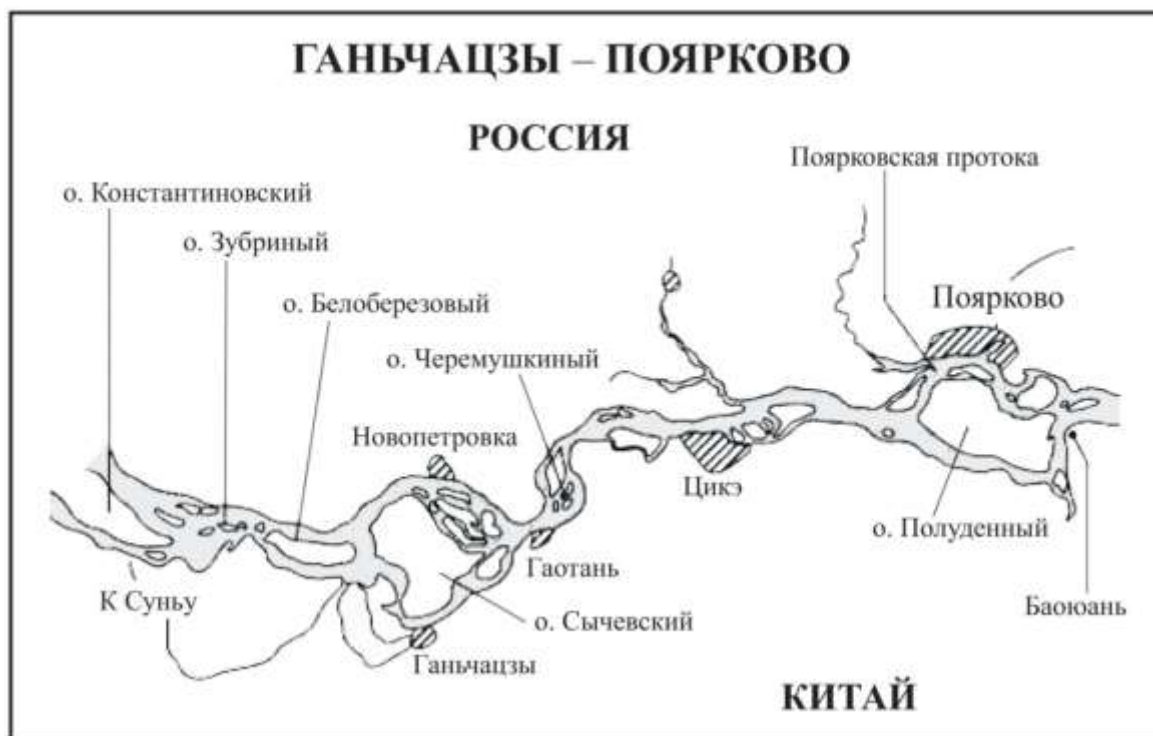 ГАНЬЧАЦЗЫ – ПОЯРКОВО
РОССИЯ
Поярковская протока
о. Константиновский
о. Зубриный
о. Белоберезовый
Поярково
о. Черемушкиный
Новопетровка
Цикэ
о. Полуденный
Гаотань
К Суньу
Баоюань
о. Сычевский
Ганьчацзы
КИТАЙ